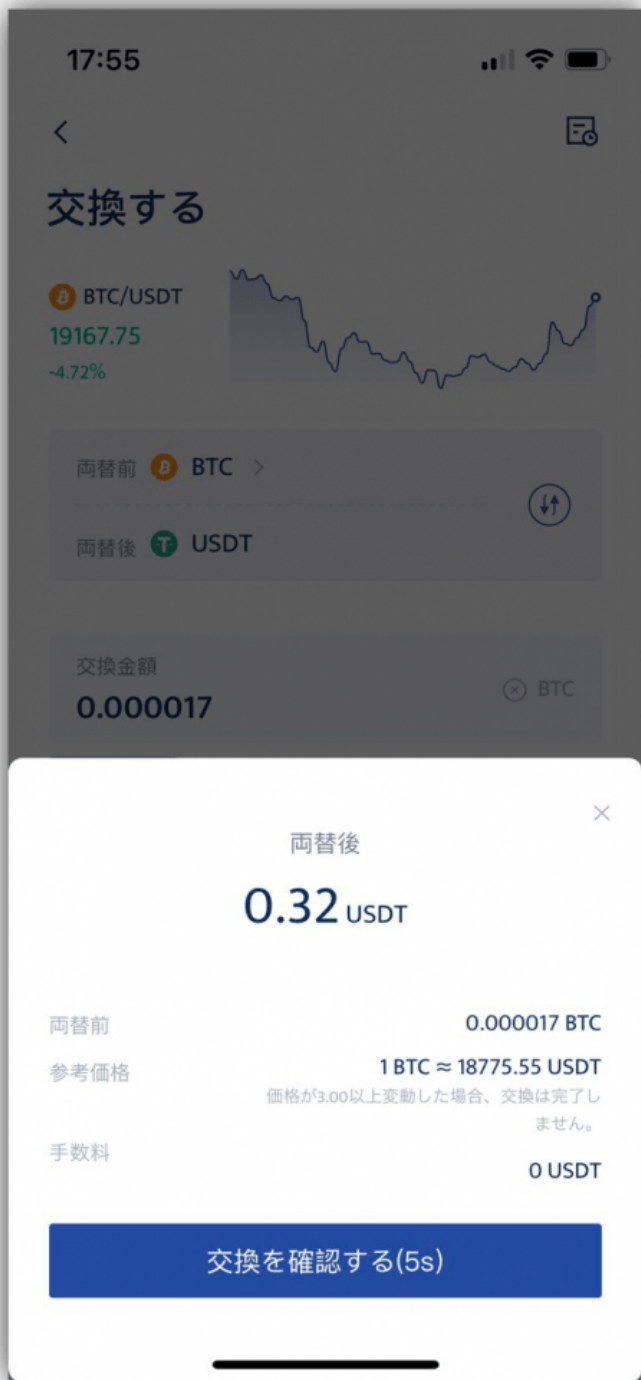 17:55
交換する
BTC/USDT
19167.75
-4.72%
両替前 BTC
両替後 USDT
交換金額
0.000017 BTC
両替後
0.32 USDT
両替前 0.000017 BTC
参考価格 1 BTC ≈ 18775.55 USDT
価格が3.00以上変動した場合、交換は完了し
ません。
手数料 0 USDT
交換を確認する(5s)